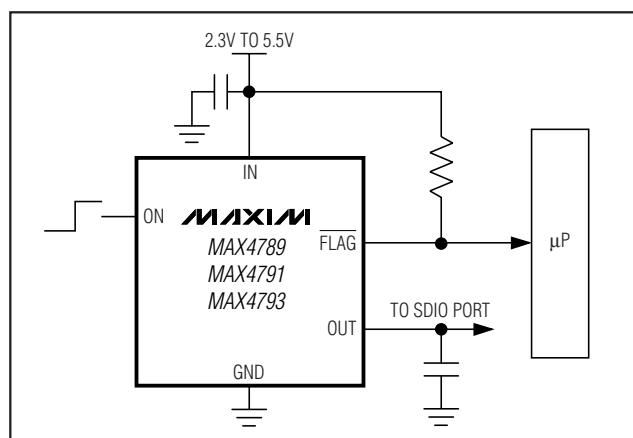 2.3V TO 5.5V
IN
ON
MAXIM
MAX4789
MAX4791
MAX4793
FLAG
µP
OUT
TO SDIO PORT
GND